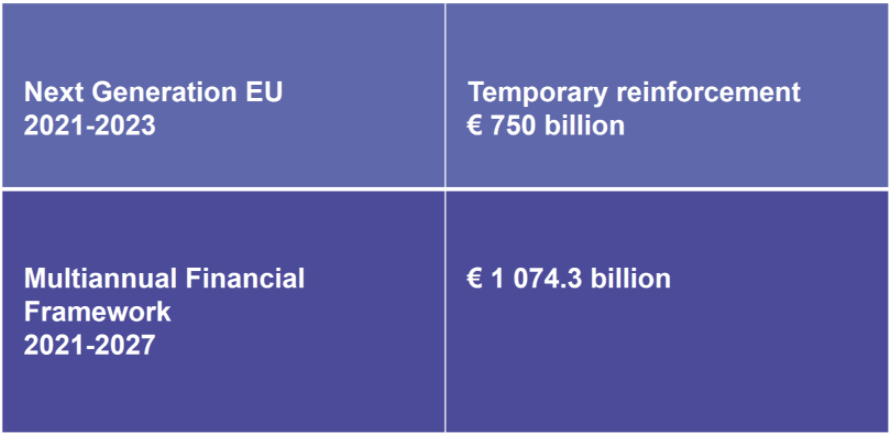 Next Generation EU
2021-2023
Temporary reinforcement
€ 750 billion
Multiannual Financial
Framework
2021-2027
€ 1 074.3 billion